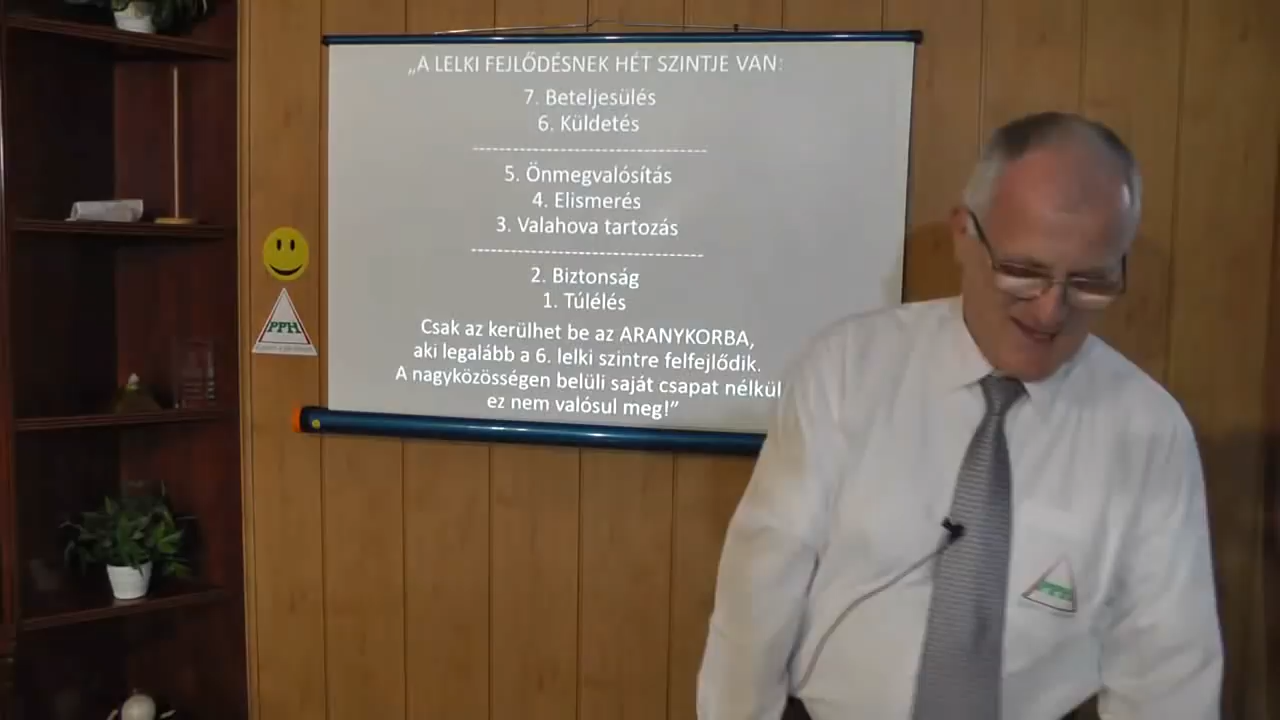 „A LELKI FEJLŐDÉSNEK HÉT SZINTJE VAN:
7. Beteljesülés
6. Küldetés
---------------------------------------
5. Önmegvalósítás
4. Elismerés
3. Valahova tartozás
---------------------------------------
2. Biztonság
1. Túlélés
Csak az kerülhet be az ARANYKORBA,
aki legalább a 6. lelki szintre felfejlődik.
A nagyközösségen belüli saját csapat nélkül
ez nem valósul meg!”
PPH
PPH